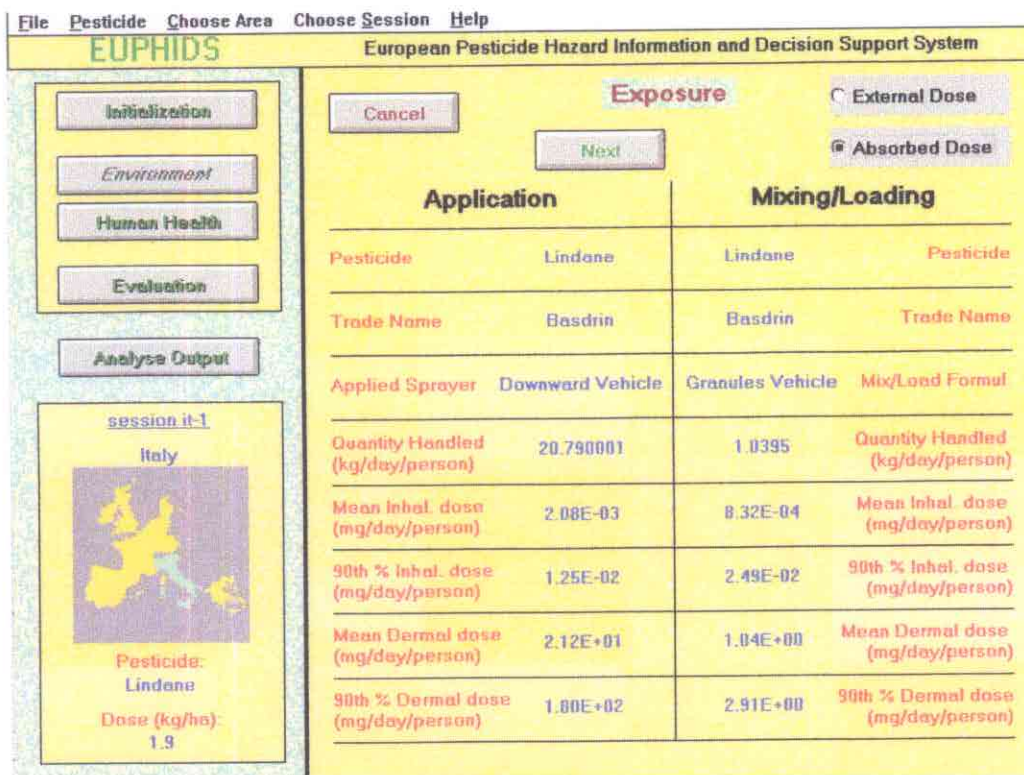 File Pesticide Choose Area Choose Session Help
EUPHIDS
European Pesticide Hazard Information and Decision Support System
Initialization
Environment
Human Health
Evaluation
Analyse Output
session it-1
Italy
Pesticide:
Lindane
Dose (kg/ha):
1.9
Cancel
Exposure
External Dose
Next
Absorbed Dose
Application Mixing/Loading
Pesticide Lindane Lindane Pesticide
Trade Name Basdrin Basdrin Trade Name
Applied Sprayer Downward Vehicle Granules Vehicle Mix/Load Formul
Quantity Handled
(kg/day/person) 20.790001 1.0395 Quantity Handled
(kg/day/person)
Mean Inhal. dose
(mg/day/person) 2.08E-03 8.32E-04 Mean Inhal. dose
(mg/day/person)
90th % Inhal. dose
(mg/day/person) 1.25E-02 2.49E-02 90th % Inhal. dose
(mg/day/person)
Mean Dermal dose
(mg/day/person) 2.12E+01 1.04E+00 Mean Dermal dose
(mg/day/person)
90th % Dermal dose
(mg/day/person) 1.80E+02 2.91E+00 90th % Dermal dose
(mg/day/person)